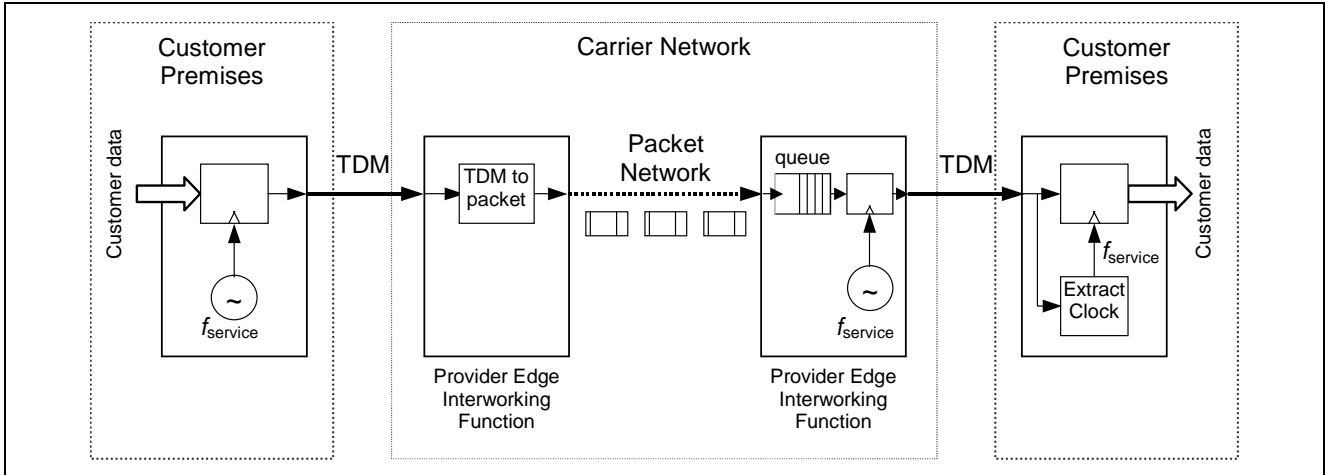 Customer
Premises
Customer data
~
fservice
TDM
Carrier Network
TDM to
packet
Provider Edge
Interworking
Function
Packet
Network
queue
~
fservice
Provider Edge
Interworking
Function
TDM
Customer
Premises
fservice
Extract
Clock
Customer data